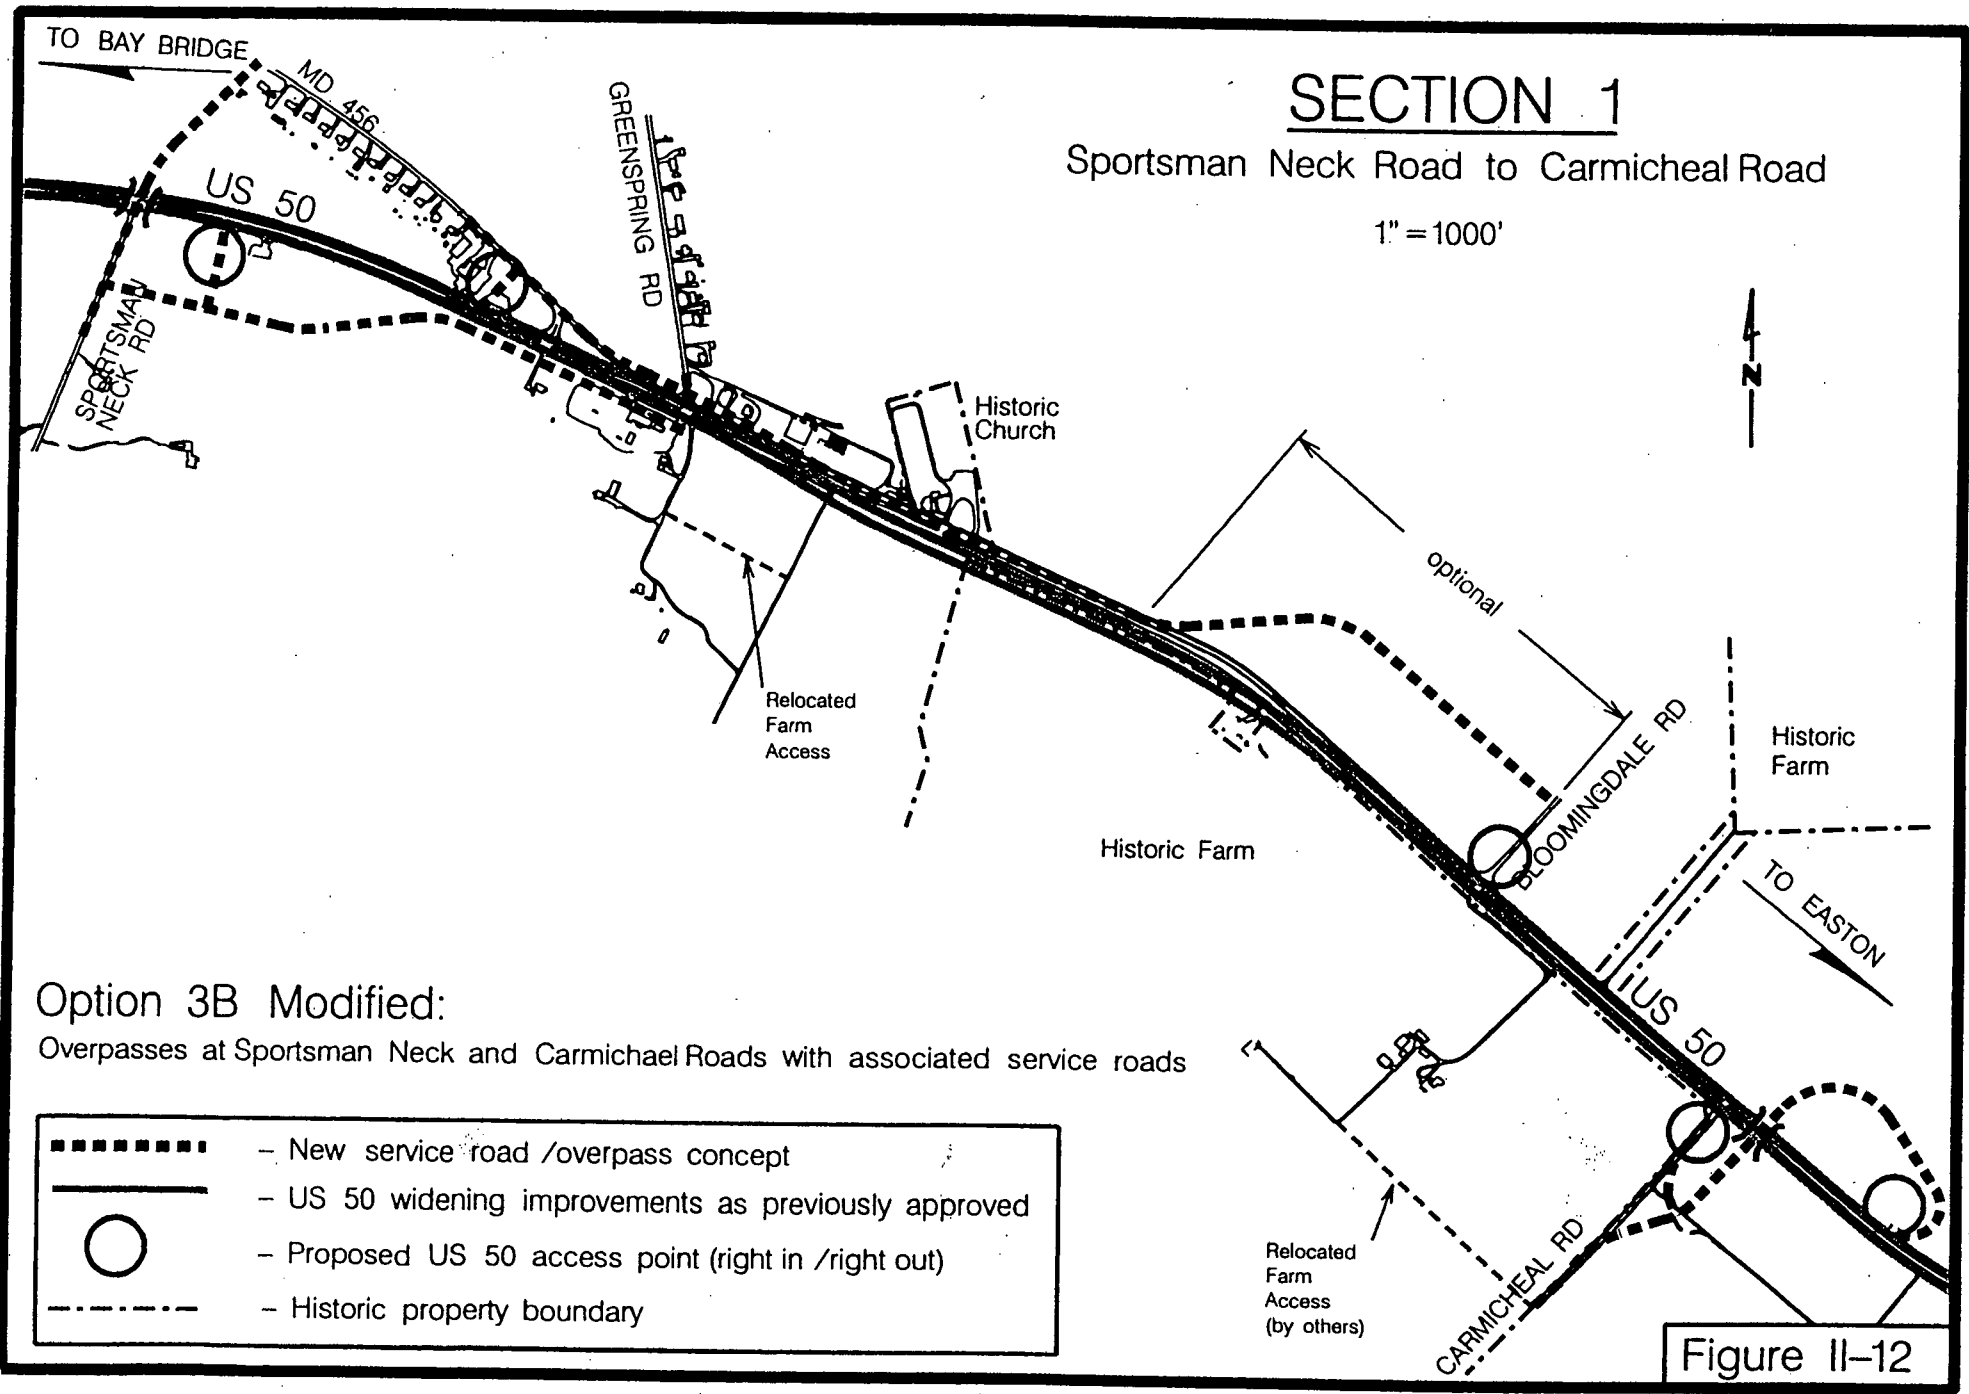 TO BAY BRIDGE
MD 456
US 50
GREENSPRING RD
SECTION 1
Sportsman Neck Road to Carmicheal Road
1" = 1000'
N
SPORTSMAN
NECK RD
Historic
Church
optional
Relocated
Farm
Access
BLOOMINGDALE RD
Historic
Farm
Historic Farm
TO EASTON
US 50
Option 3B Modified:
Overpasses at Sportsman Neck and Carmichael Roads with associated service roads
– New service road / overpass concept
– US 50 widening improvements as previously approved
– Proposed US 50 access point (right in / right out)
– Historic property boundary
Relocated
Farm
Access
(by others)
CARMICHEAL RD
Figure II–12